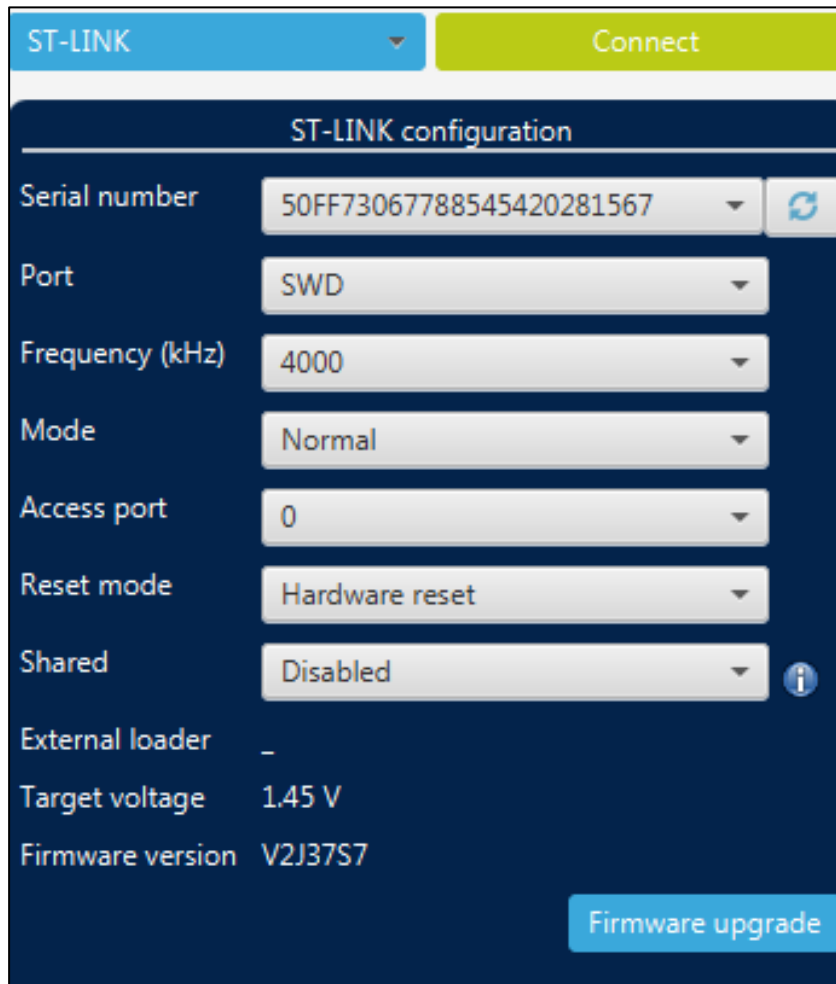 ST-LINK
Connect
ST-LINK configuration
Serial number 50FF73067788545420281567
Port SWD
Frequency (kHz) 4000
Mode Normal
Access port 0
Reset mode Hardware reset
Shared Disabled
External loader _
Target voltage 1.45 V
Firmware version V2J37S7
Firmware upgrade